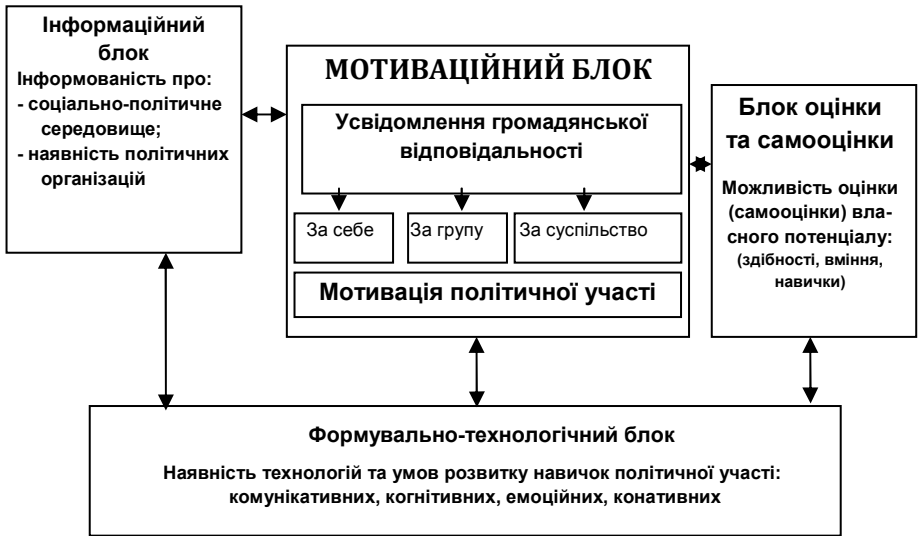 Інформаційний
блок
Інформованість про:
- соціально-політичне
середовище;
- наявність політичних
організацій
МОТИВАЦІЙНИЙ БЛОК
Усвідомлення громадянської
відповідальності
За себе
За групу
За суспільство
Мотивація політичної участі
Блок оцінки
та самооцінки
Можливість оцінки
(самооцінки) вла-
сного потенціалу:
(здібності, вміння,
навички)
Формувально-технологічний блок
Наявність технологій та умов розвитку навичок політичної участі:
комунікативних, когнітивних, емоційних, конативних